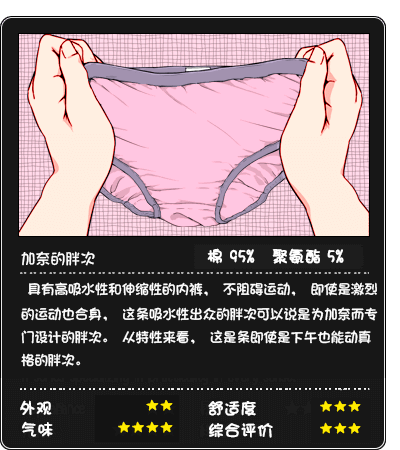 加奈的胖次 棉 95% 聚氨酯 5%
具有高吸水性和伸缩性的内裤， 不阻碍运动， 即使是激烈
的运动也合身， 这条吸水性出众的胖次可以说是为加奈而专
门设计的胖次。 从特性来看， 这是条即使是下午也能动真
格的胖次。
外观 ★★ 舒适度 ★★★
气味 ★★★★ 综合评价 ★★★